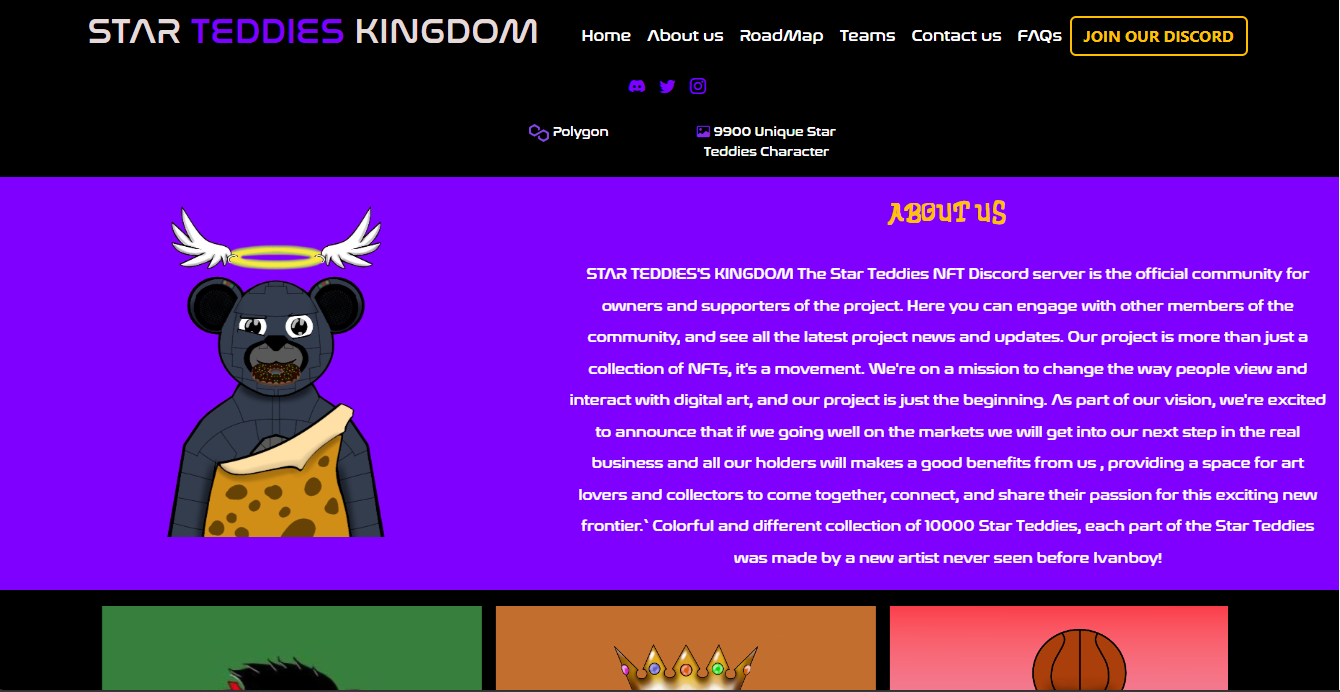 STAR TEDDIES KINGDOM
Home About us RoadMap Teams Contact us FAQs JOIN OUR DISCORD
Polygon
9900 Unique Star
Teddies Character
ABOUT US
STAR TEDDIES'S KINGDOM The Star Teddies NFT Discord server is the official community for
owners and supporters of the project. Here you can engage with other members of the
community, and see all the latest project news and updates. Our project is more than just a
collection of NFTs, it's a movement. We're on a mission to change the way people view and
interact with digital art, and our project is just the beginning. As part of our vision, we're excited
to announce that if we going well on the markets we will get into our next step in the real
business and all our holders will makes a good benefits from us , providing a space for art
lovers and collectors to come together, connect, and share their passion for this exciting new
frontier.` Colorful and different collection of 10000 Star Teddies, each part of the Star Teddies
was made by a new artist never seen before Ivanboy!